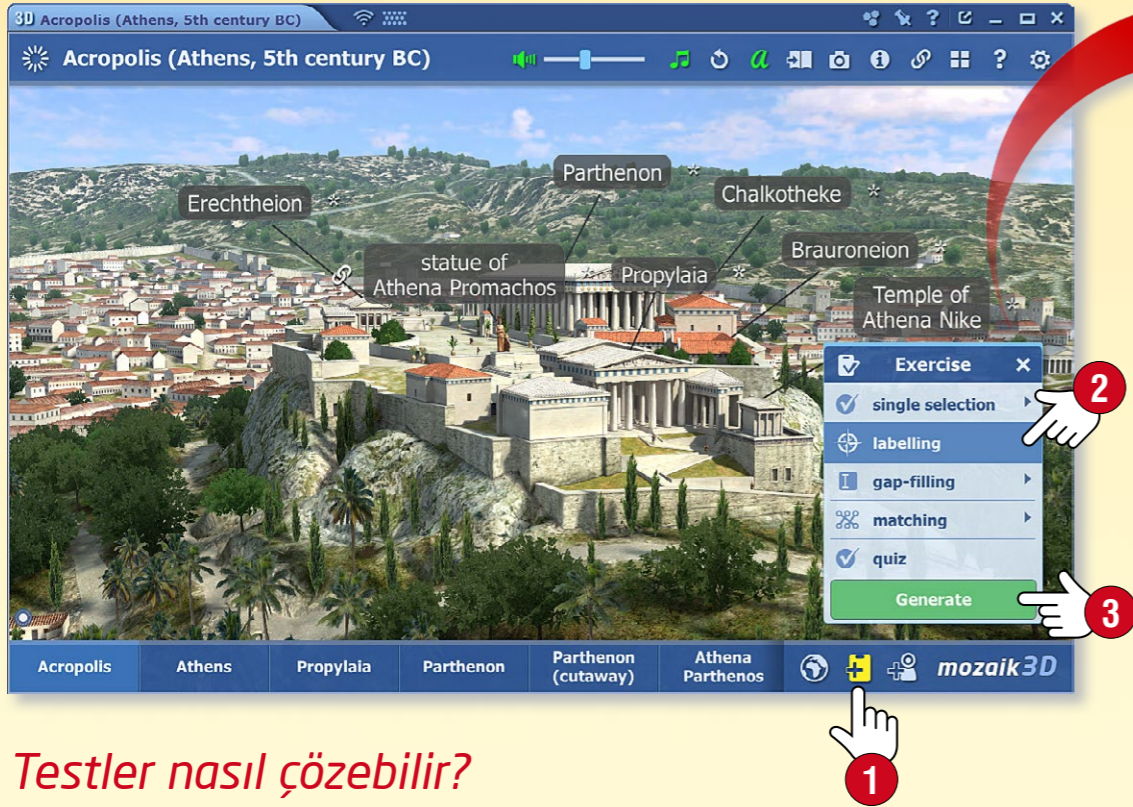 3D Acropolis (Athens, 5th century BC)
?
Acropolis (Athens, 5th century BC)
a
?
Parthenon
Chalkotheke
Erechtheion
Brauroneion
statue of
Athena Promachos
Propylaia
Temple of
Athena Nike
Exercise
single selection
2
labelling
gap-filling
matching
quiz
Generate
3
Acropolis
Athens
Propylaia
Parthenon
Parthenon
(cutaway)
Athena
Parthenos
mozaik3D
1
Testler nasıl çözebilir?